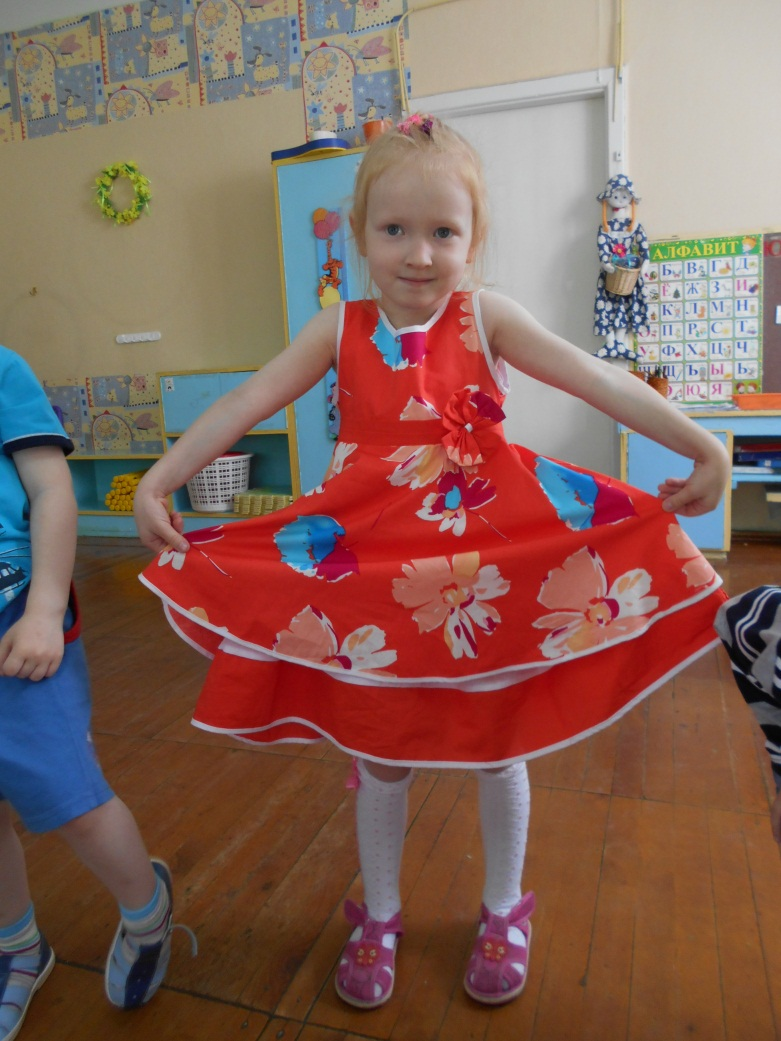 АЛФАВИТ
Б В Г Д
Ё Ж З И
К Л М Н
П Р С Т
Ф Х Ц Ч
Щ Ъ Ы Ь
Ю Я